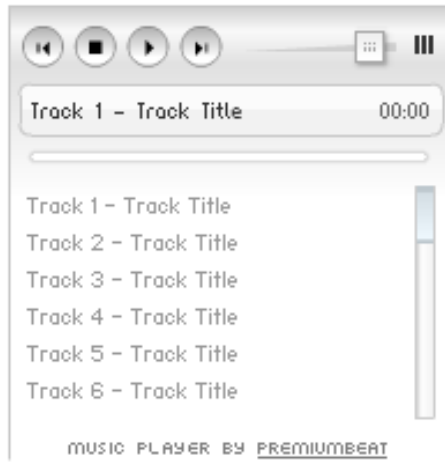 Track 1 - Track Title 00:00
Track 1 - Track Title
Track 2 - Track Title
Track 3 - Track Title
Track 4 - Track Title
Track 5 - Track Title
Track 6 - Track Title
MUSIC PLAYER BY PREMIUMBEAT